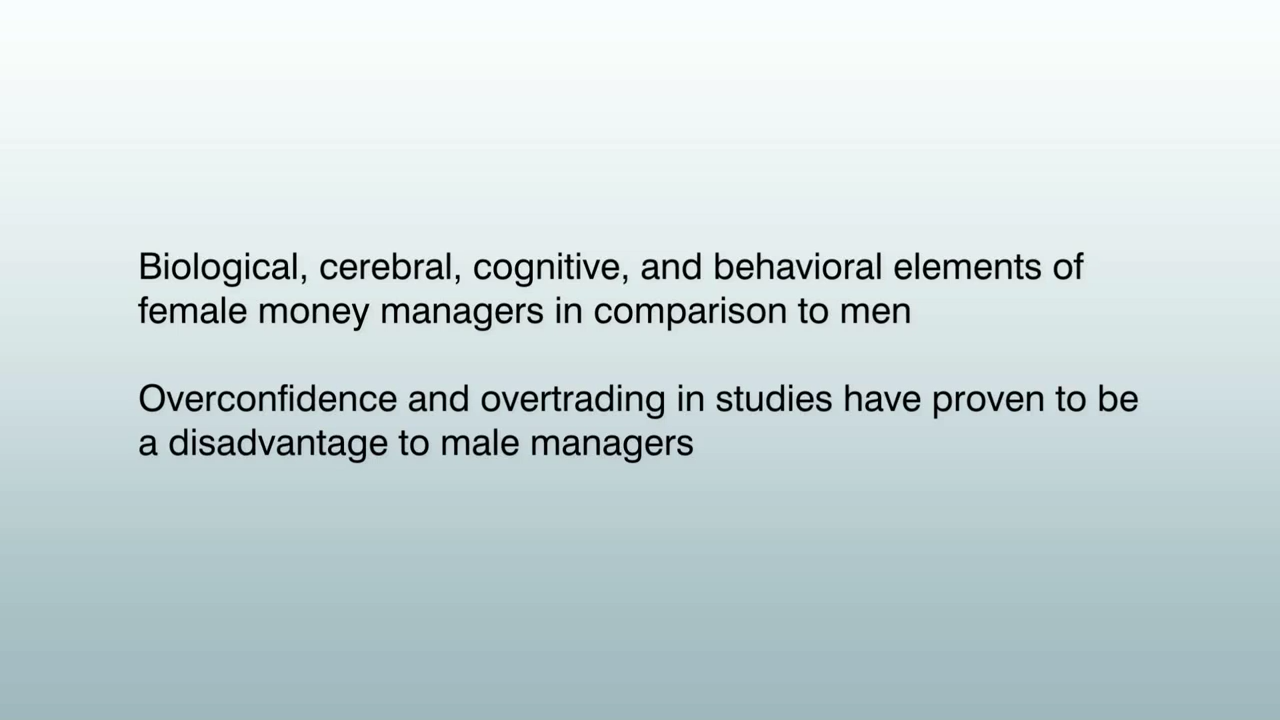 Biological, cerebral, cognitive, and behavioral elements of
female money managers in comparison to men
Overconfidence and overtrading in studies have proven to be
a disadvantage to male managers